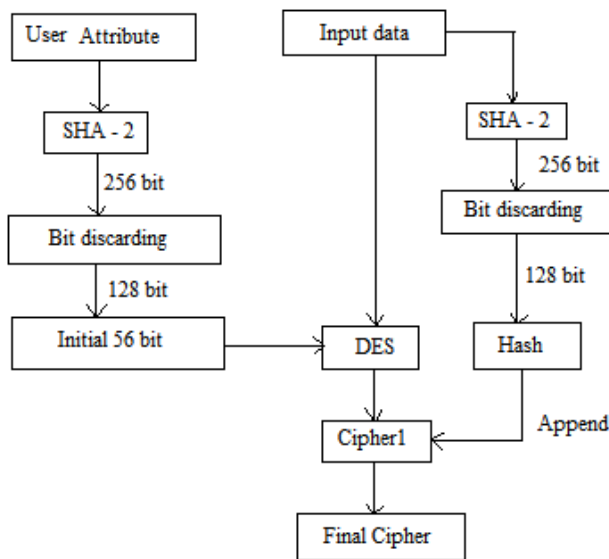 User Attribute
Input data
SHA - 2
SHA - 2
256 bit
256 bit
Bit discarding
Bit discarding
128 bit
128 bit
Initial 56 bit
DES
Hash
Append
Cipher1
Final Cipher